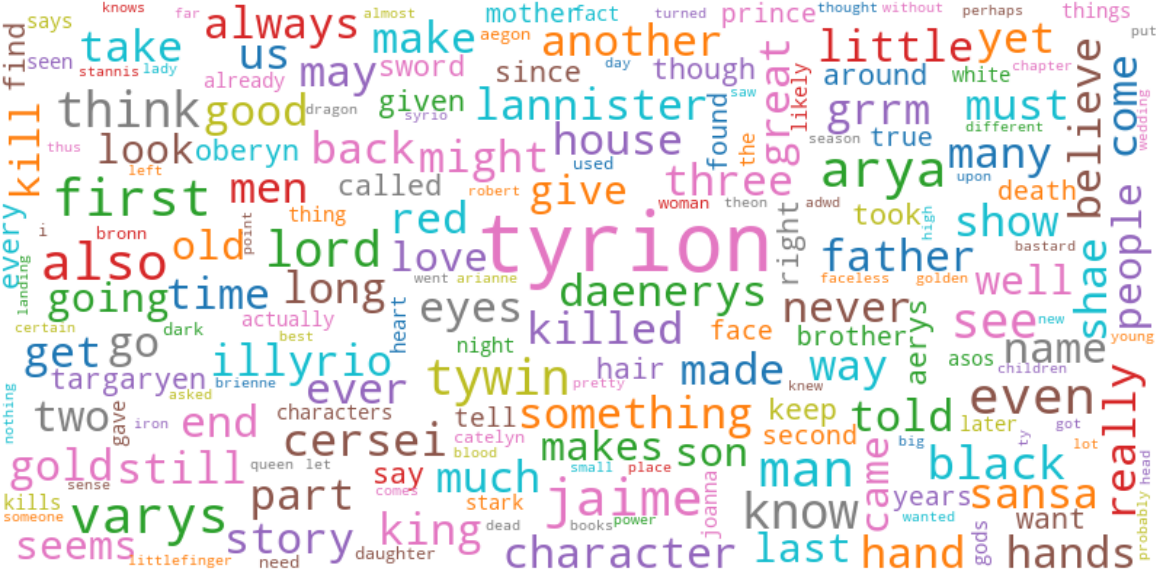 knows
far
always
almost
mother
fact
turned
prince
thought
without
perhaps
things
says
take
us
make
aegon
another
little
yet
put
find
seen
stannis
lady
already
may
sword
since
day
though
great
likely
around
white
chapter
believe
come
kill
think
good
dragon
given
syrio
lannister
found
saw
the
grrm
must
different
wedding
thus
look
left
oberyn
back
might
house
used
season
true
many
upon
first
men
called
robert
give
three
woman
theon
adwd
arya
death
every
i
bronn
point
thing
red
tyrion
right
took
high
show
people
also
old
lord
love
father
bastard
landing
going
time
long
went
arianne
daenerys
faceless
golden
well
shae
certain
dark
actually
best
heart
eyes
killed
face
never
brother
aerys
see
new
young
get
go
illyrio
night
hair
made
way
asos
name
targaryen
brienne
ever
tywin
pretty
knew
children
nothing
asked
two
gave
iron
end
characters
tell
something
keep
told
even
later
really
cersei
catelyn
blood
makes
son
second
big
ty
got
lot
gold
still
sense
queen
let
say
comes
much
small
place
man
came
black
head
kills
someone
varys
part
stark
jaime
joanna
know
years
sansa
wanted
want
probably
seems
story
king
dead
books
power
littlefinger
need
daughter
character
last
hand
gods
hands